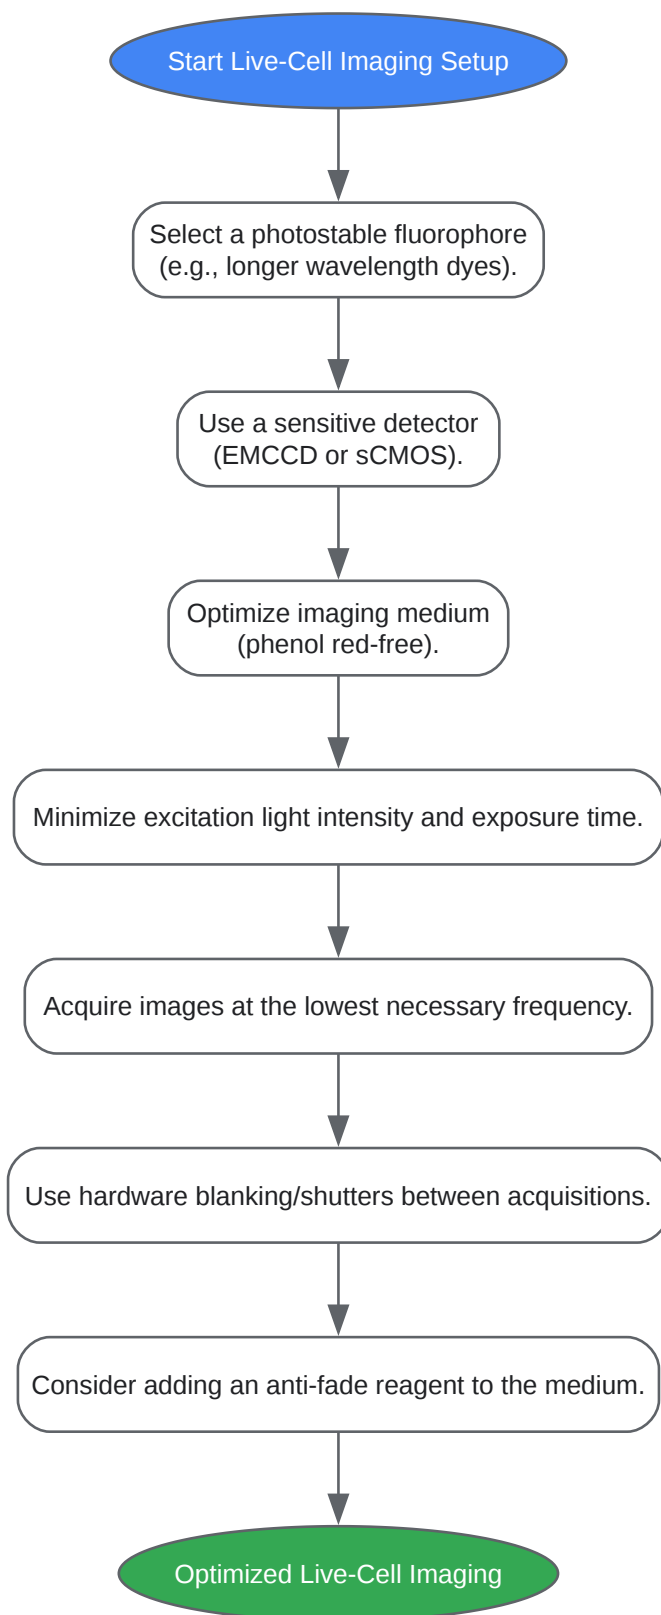 Start Live-Cell Imaging Setup
Select a photostable fluorophore
(e.g., longer wavelength dyes).
Use a sensitive detector
(EMCCD or sCMOS).
Optimize imaging medium
(phenol red-free).
Minimize excitation light intensity and exposure time.
Acquire images at the lowest necessary frequency.
Use hardware blanking/shutters between acquisitions.
Consider adding an anti-fade reagent to the medium.
Optimized Live-Cell Imaging